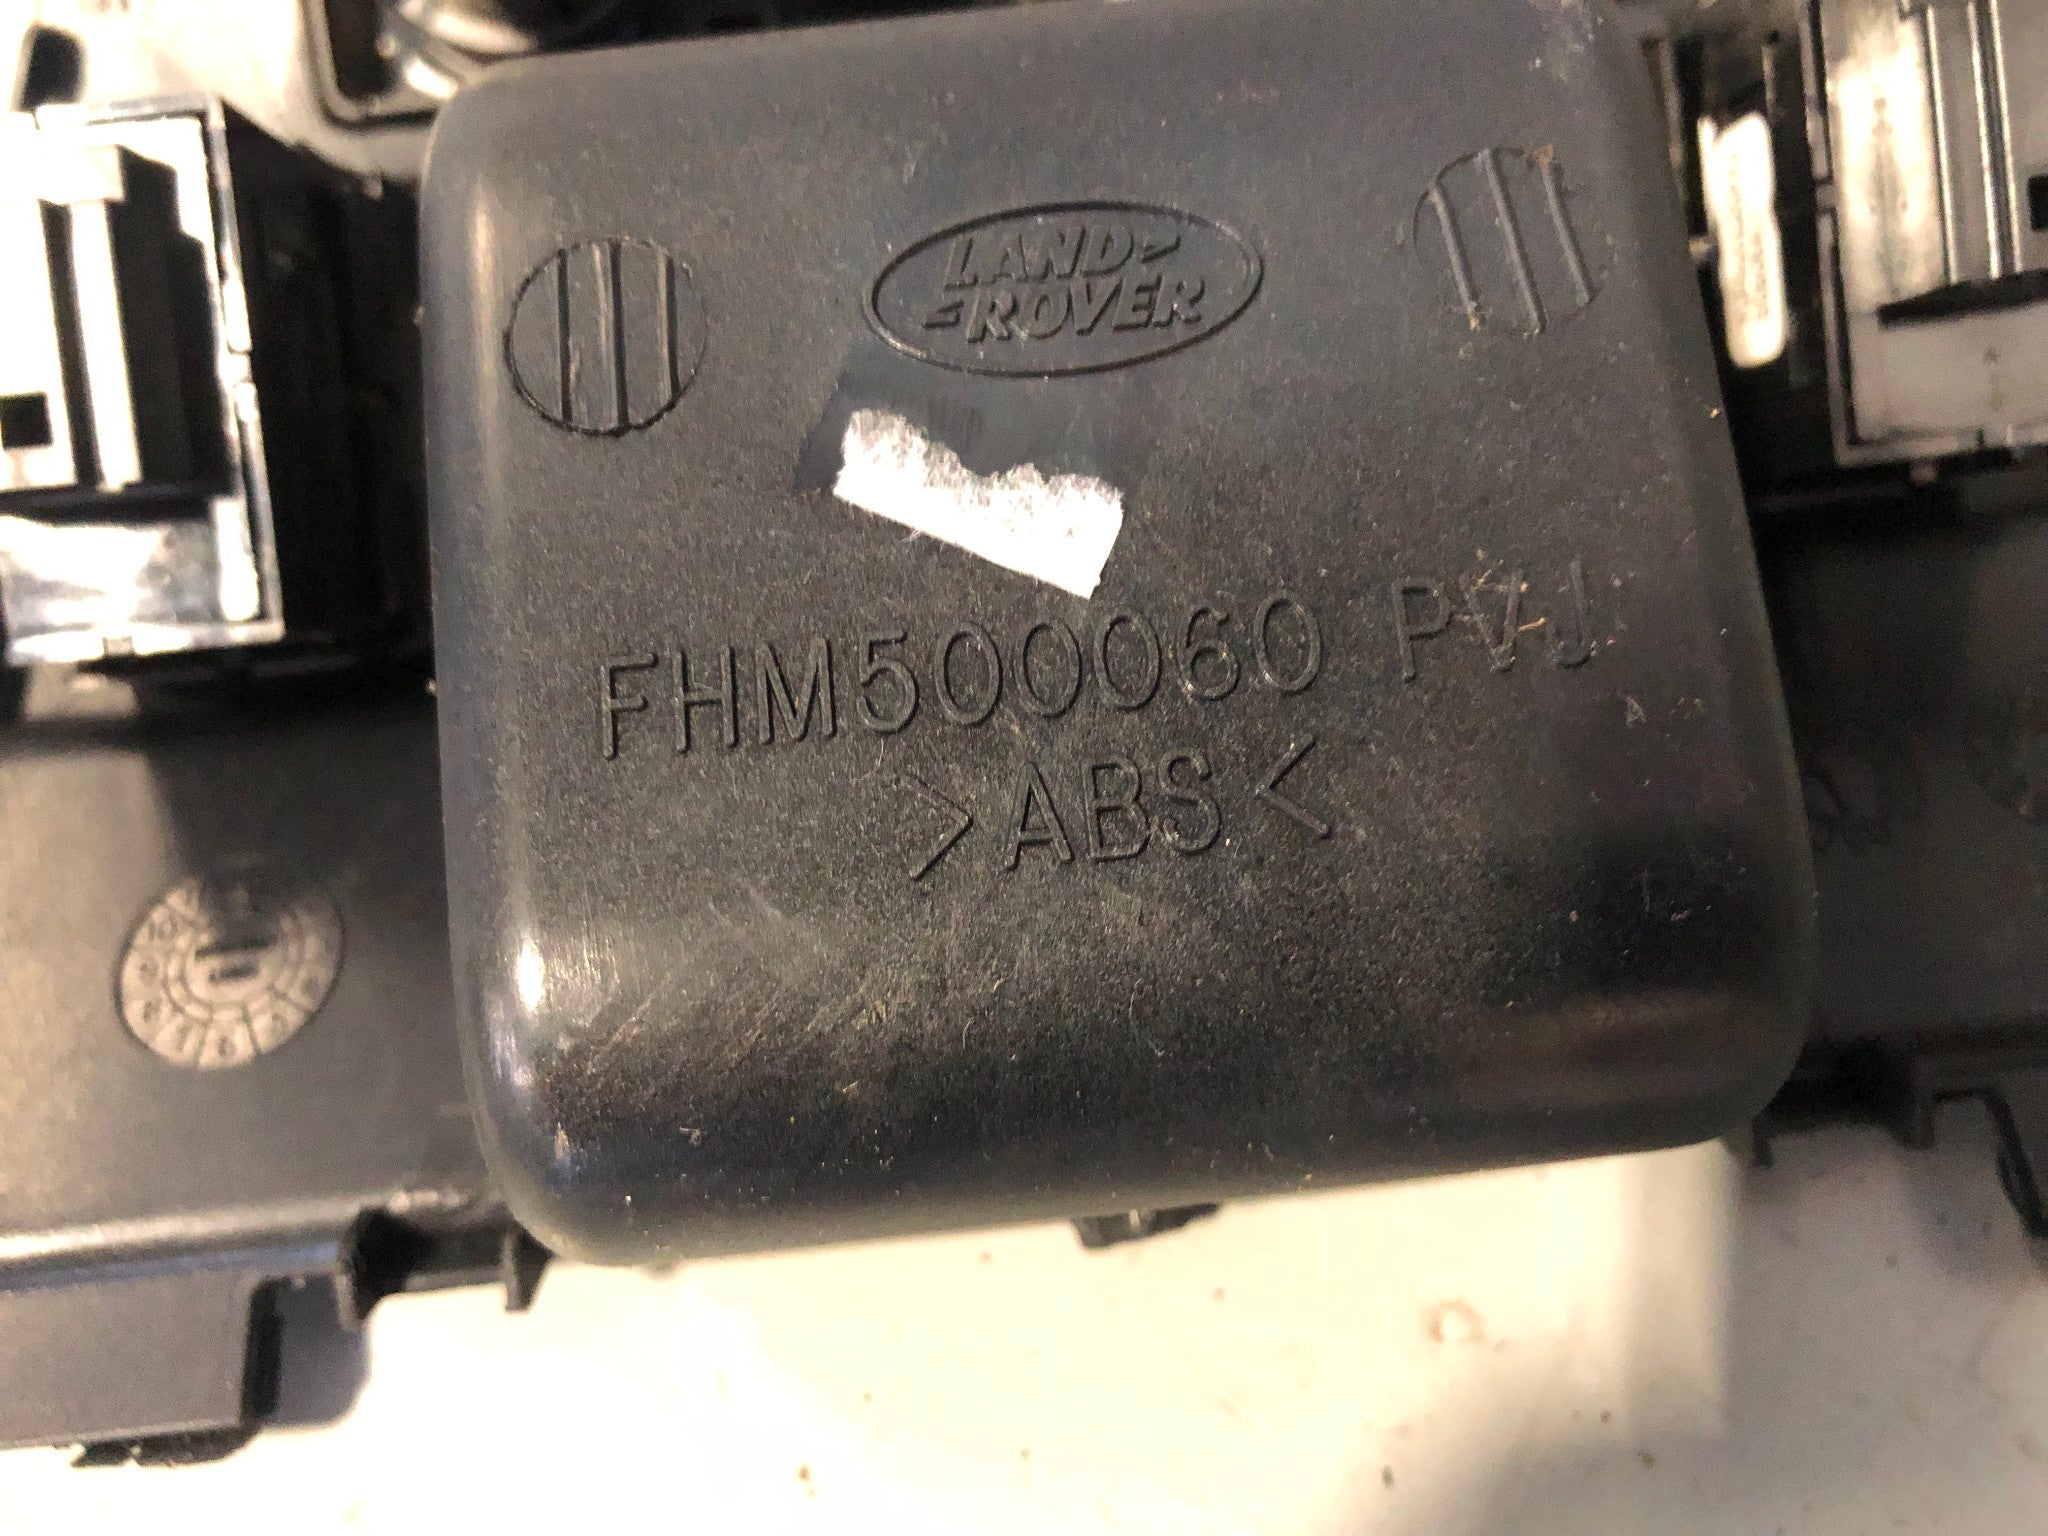 LAND
ROVER
FHM500060 PVJ
>ABS<